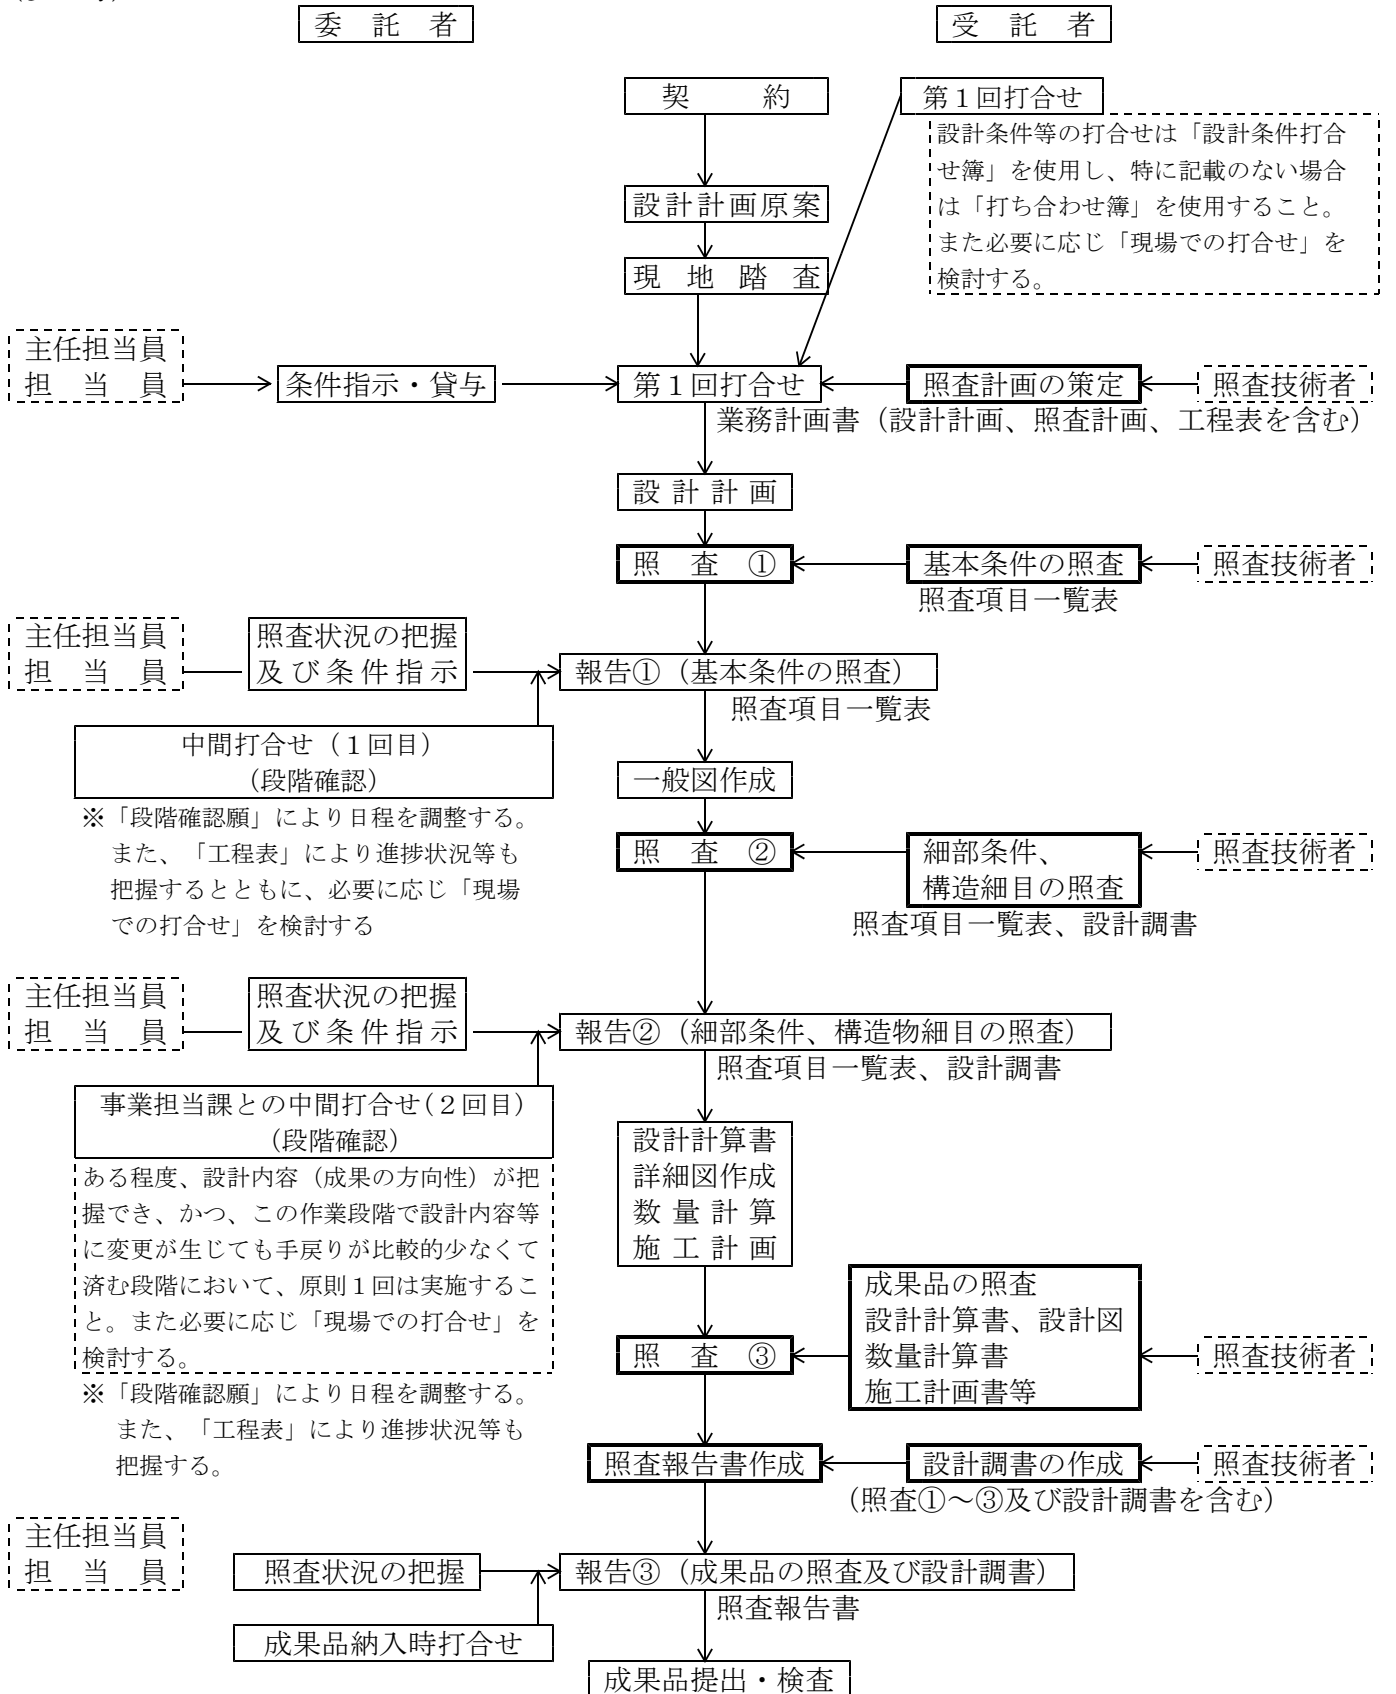 委 託 者
受 託 者
契 約
第１回打合せ
設計条件等の打合せは「設計条件打合
せ簿」を使用し、特に記載のない場合
は「打ち合わせ簿」を使用すること。
また必要に応じ「現場での打合せ」を
検討する。
設計計画原案
現 地 踏 査
主任担当員
担 当 員
条件指示・貸与
第１回打合せ
照査計画の策定
照査技術者
業務計画書（設計計画、照査計画、工程表を含む）
設 計 計 画
照 査 ①
基本条件の照査
照査技術者
照査項目一覧表
主任担当員
担 当 員
照査状況の把握
及び条件指示
報告①（基本条件の照査）
照査項目一覧表
中間打合せ（１回目）
（段階確認）
※「段階確認願」により日程を調整する。
また、「工程表」により進捗状況等も
把握するとともに、必要に応じ「現場
での打合せ」を検討する
一般図作成
照 査 ②
細部条件、
構造細目の照査
照査技術者
照査項目一覧表、設計調書
主任担当員
担 当 員
照査状況の把握
及び条件指示
報告②（細部条件、構造物細目の照査）
照査項目一覧表、設計調書
事業担当課との中間打合せ（２回目）
（段階確認）
ある程度、設計内容（成果の方向性）が把
握でき、かつ、この作業段階で設計内容等
に変更が生じても手戻りが比較的少なくて
済む段階において、原則１回は実施するこ
と。また必要に応じ「現場での打合せ」を
検討する。
※「段階確認願」により日程を調整する。
また、「工程表」により進捗状況等も
把握する。
設計計算書
詳細図作成
数 量 計 算
施 工 計 画
照 査 ③
成果品の照査
設計計算書、設計図
数量計算書
施工計画書等
照査技術者
照査報告書作成
設計調書の作成
照査技術者
（照査①～③及び設計調書を含む）
主任担当員
担 当 員
照査状況の把握
報告③（成果品の照査及び設計調書）
照査報告書
成果品納入時打合せ
成果品提出・検査